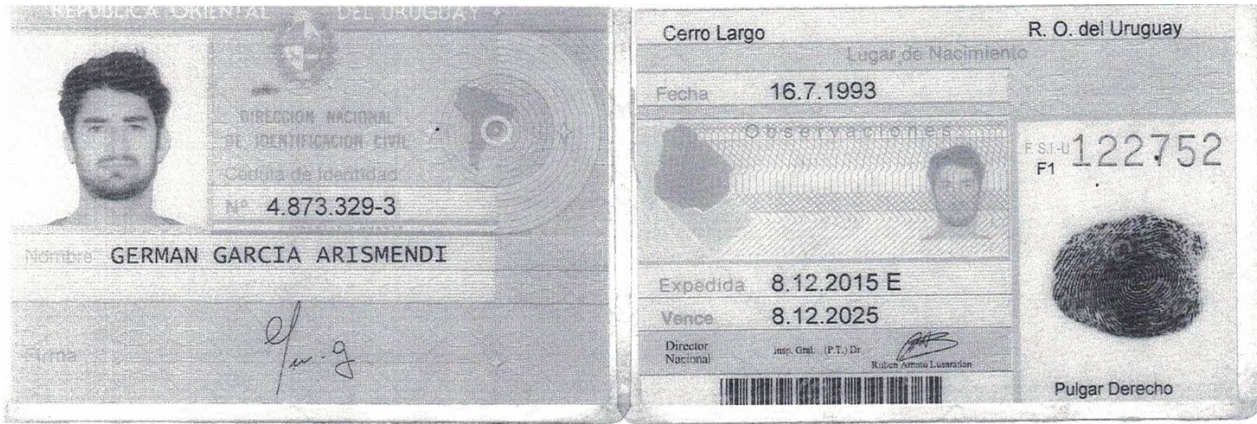 REPUBLICA ORIENTAL DEL URUGUAY
DIRECCION NACIONAL
DE IDENTIFICACION CIVIL
Cédula de Identidad
Nº 4.873.329-3
Nombre GERMAN GARCIA ARISMENDI
Firma
Cerro Largo R. O. del Uruguay
Lugar de Nacimiento
Fecha 16.7.1993
Observaciones
F S.I-U 122752
F1
Expedida 8.12.2015 E
Vence 8.12.2025
Director
Nacional
Insp. Gral. (P.T.) Dr
Ruben
Pulgar Derecho